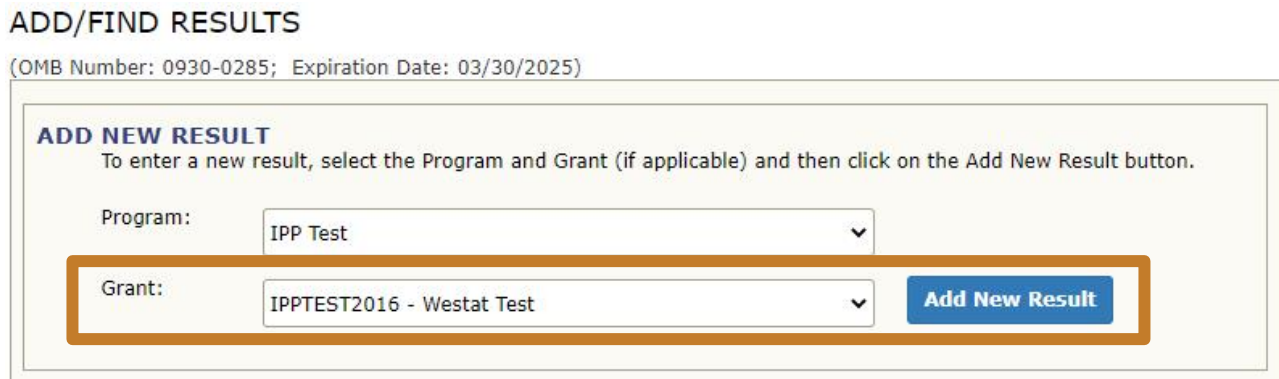 ADD/FIND RESULTS
(OMB Number: 0930-0285; Expiration Date: 03/30/2025)
ADD NEW RESULT
To enter a new result, select the Program and Grant (if applicable) and then click on the Add New Result button.
Program:
IPP Test
Grant:
IPPTEST2016 - Westat Test
Add New Result